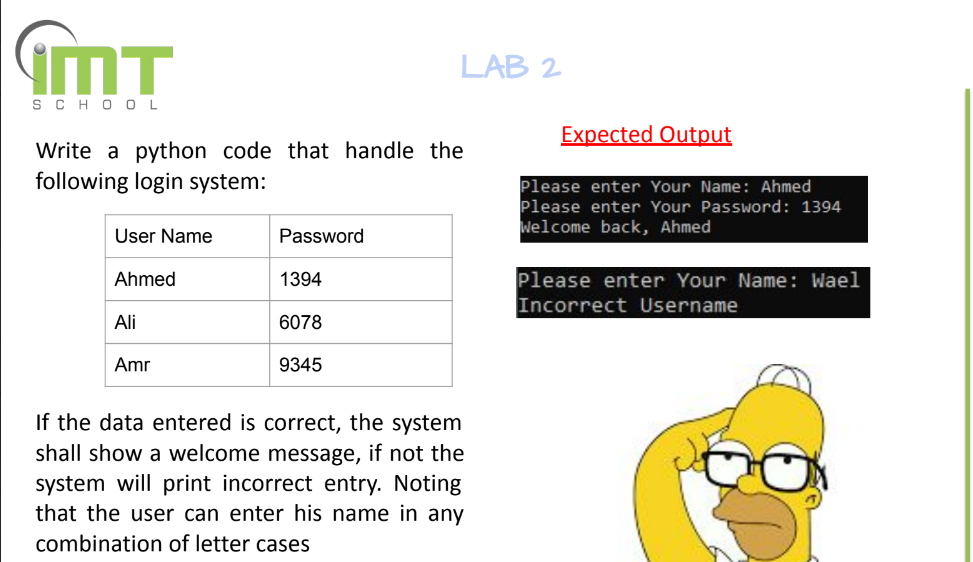 iMT
SCHOOL
LAB 2
Write a python code that handle the
following login system:
User Name Password
Ahmed 1394
Ali 6078
Amr 9345
If the data entered is correct, the system
shall show a welcome message, if not the
system will print incorrect entry. Noting
that the user can enter his name in any
combination of letter cases
Expected Output
Please enter Your Name: Ahmed
Please enter Your Password: 1394
Welcome back, Ahmed
Please enter Your Name: Wael
Incorrect Username